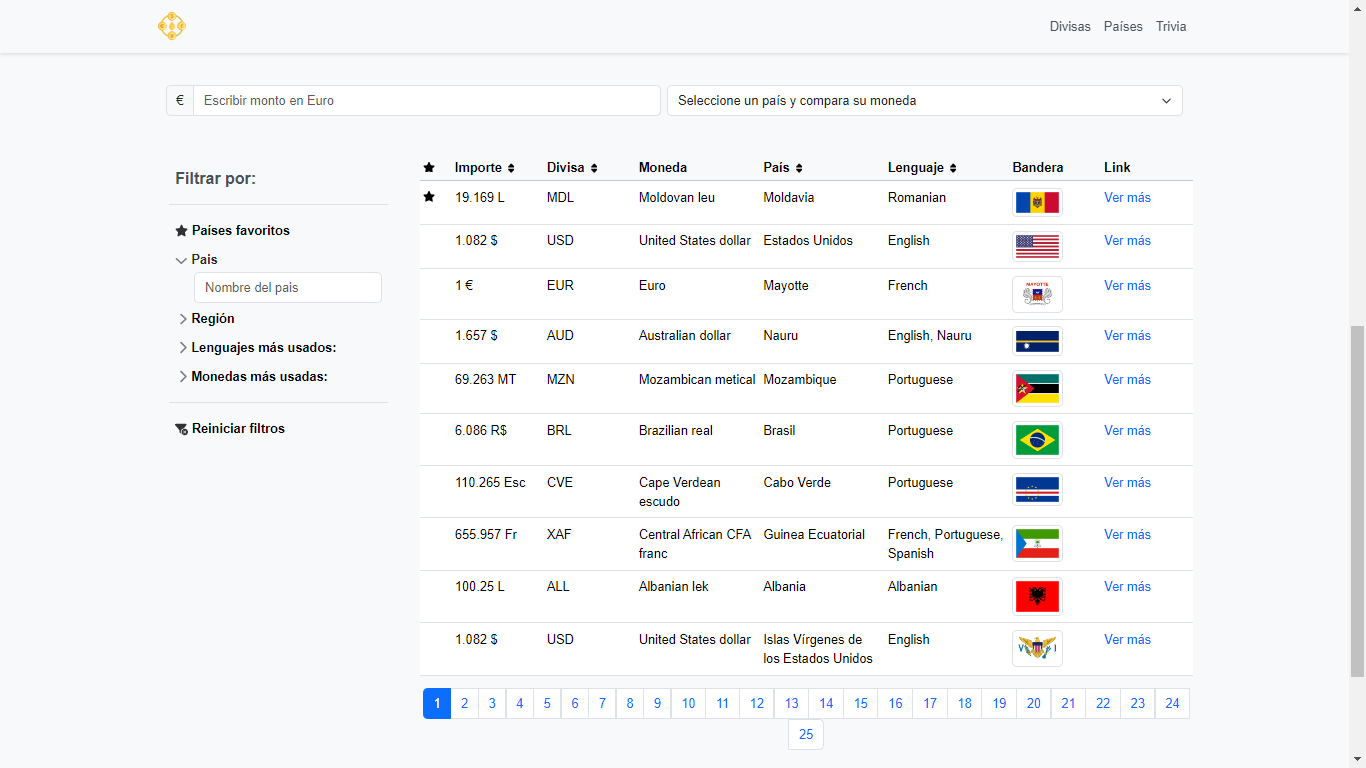 Divisas Países Trivia
€ Escribir monto en Euro Seleccione un país y compara su moneda
Filtrar por:
Países favoritos
Pais
Nombre del pais
Región
Lenguajes más usados:
Monedas más usadas:
Reiniciar filtros
Importe Divisa Moneda País Lenguaje Bandera Link
19.169 L MDL Moldovan leu Moldavia Romanian Ver más
1.082 $ USD United States dollar Estados Unidos English Ver más
1 € EUR Euro Mayotte French MAYOTTE Ver más
1.657 $ AUD Australian dollar Nauru English, Nauru Ver más
69.263 MT MZN Mozambican metical Mozambique Portuguese Ver más
6.086 R$ BRL Brazilian real Brasil Portuguese Ver más
110.265 Esc CVE Cape Verdean Cabo Verde Portuguese Ver más
escudo
655.957 Fr XAF Central African CFA Guinea Ecuatorial French, Portuguese, Ver más
franc Spanish
100.25 L ALL Albanian lek Albania Albanian Ver más
1.082 $ USD United States dollar Islas Vírgenes de English V I Ver más
los Estados Unidos
1 2 3 4 5 6 7 8 9 10 11 12 13 14 15 16 17 18 19 20 21 22 23 24
25